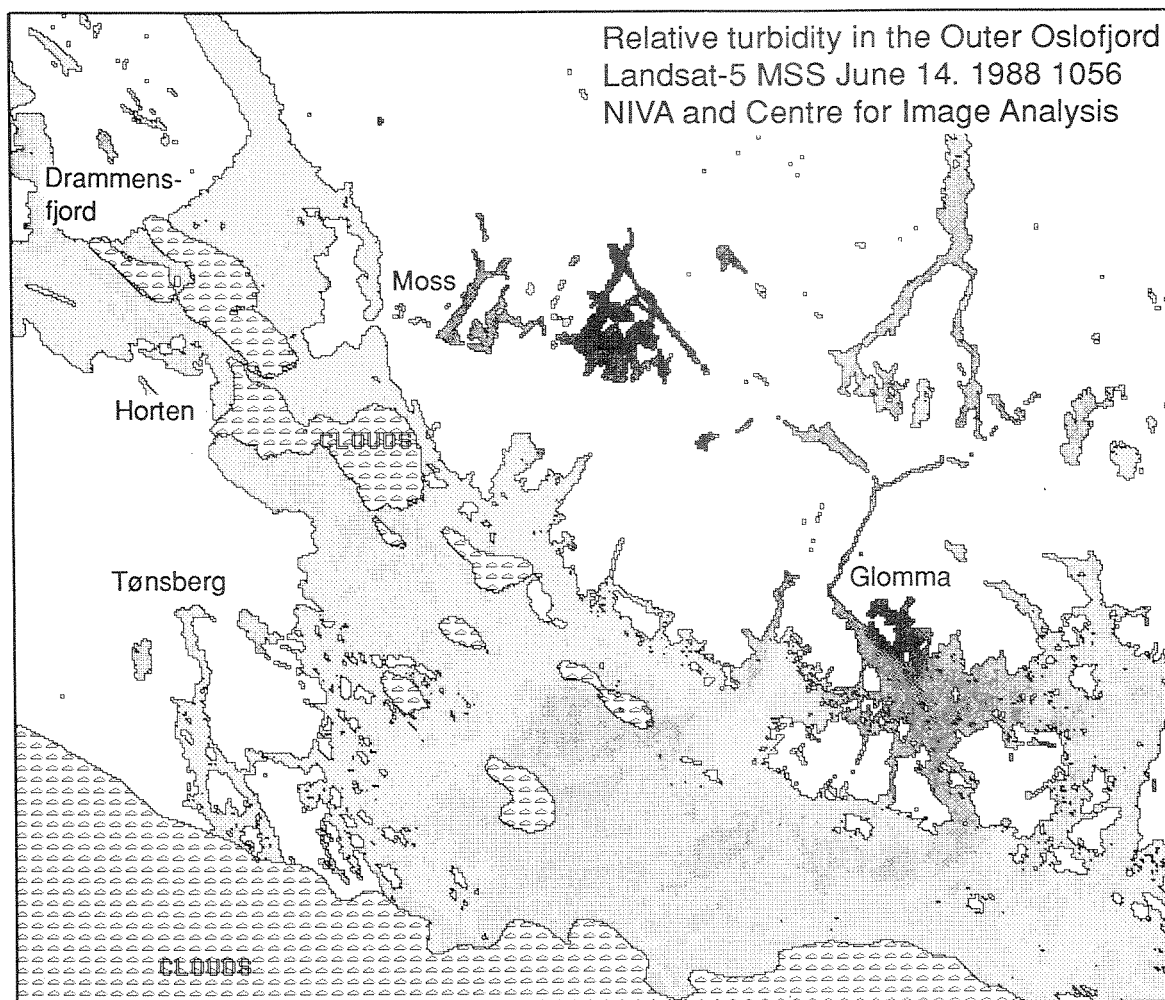 Relative turbidity in the Outer Oslofjord
Landsat-5 MSS June 14. 1988 1056
NIVA and Centre for Image Analysis
Drammens-
fjord
Moss
Horten
CLOUDS
Tønsberg
Glomma
CLOUDS